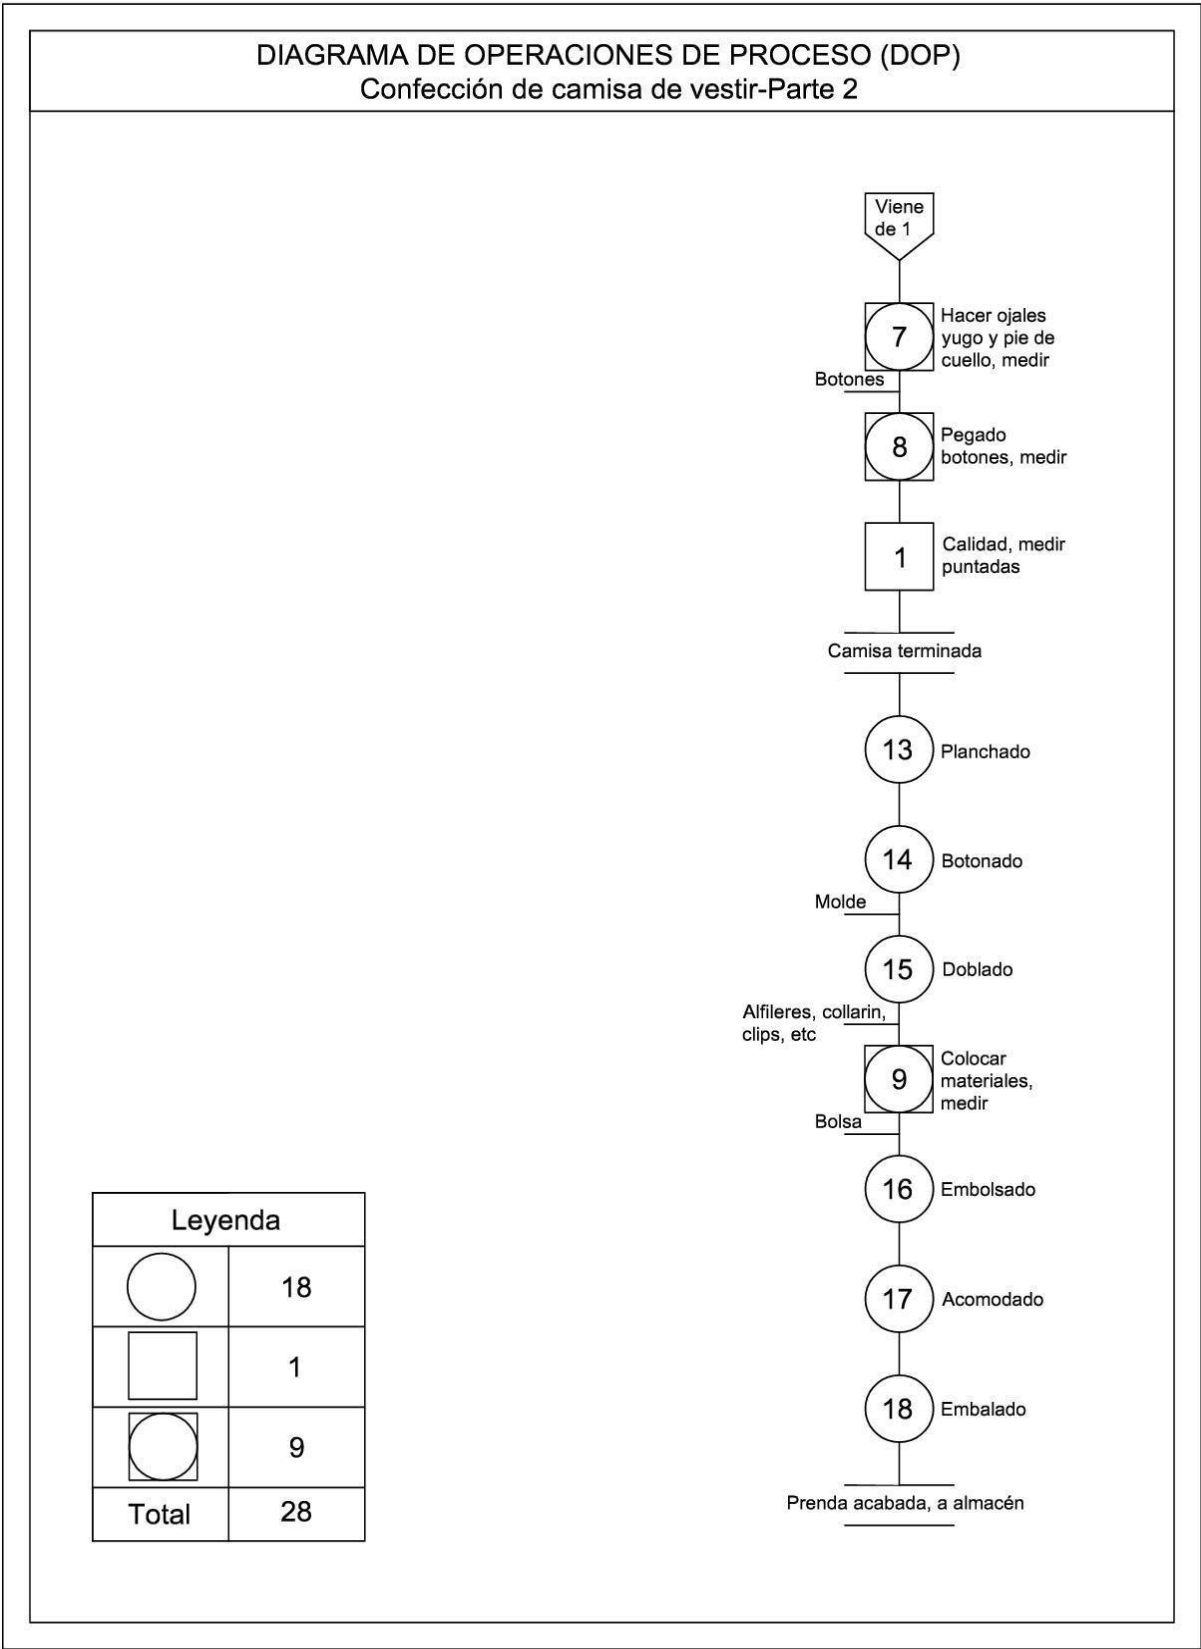 DIAGRAMA DE OPERACIONES DE PROCESO (DOP)
Confección de camisa de vestir-Parte 2
Viene
de 1
7
Hacer ojales
yugo y pie de
cuello, medir
Botones
8
Pegado
botones, medir
1
Calidad, medir
puntadas
Camisa terminada
13
Planchado
14
Botonado
Molde
15
Doblado
Alfileres, collarin,
clips, etc
9
Colocar
materiales,
medir
Bolsa
16
Embolsado
17
Acomodado
18
Embalado
Prenda acabada, a almacén
Leyenda
18
1
9
Total 28